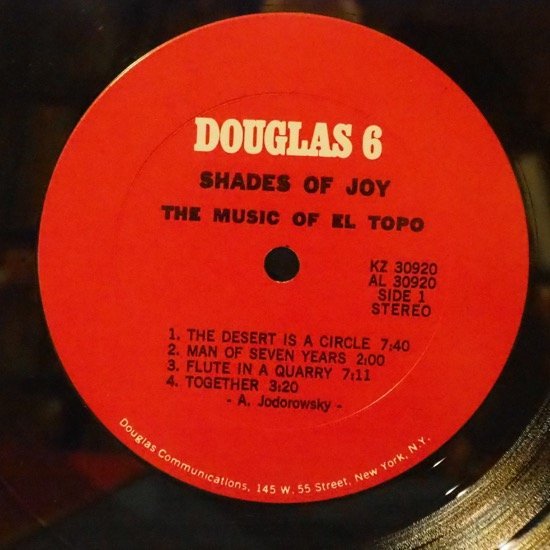 DOUGLAS 6
SHADES OF JOY
THE MUSIC OF EL TOPO
KZ 30920
AL 30920
SIDE 1
STEREO
1. THE DESERT IS A CIRCLE 7:40
2. MAN OF SEVEN YEARS 2:00
3. FLUTE IN A QUARRY 7:11
4. TOGETHER 3:20
- A. Jodorowsky -
Douglas Communications, 145 W. 55 Street, New York, N.Y.